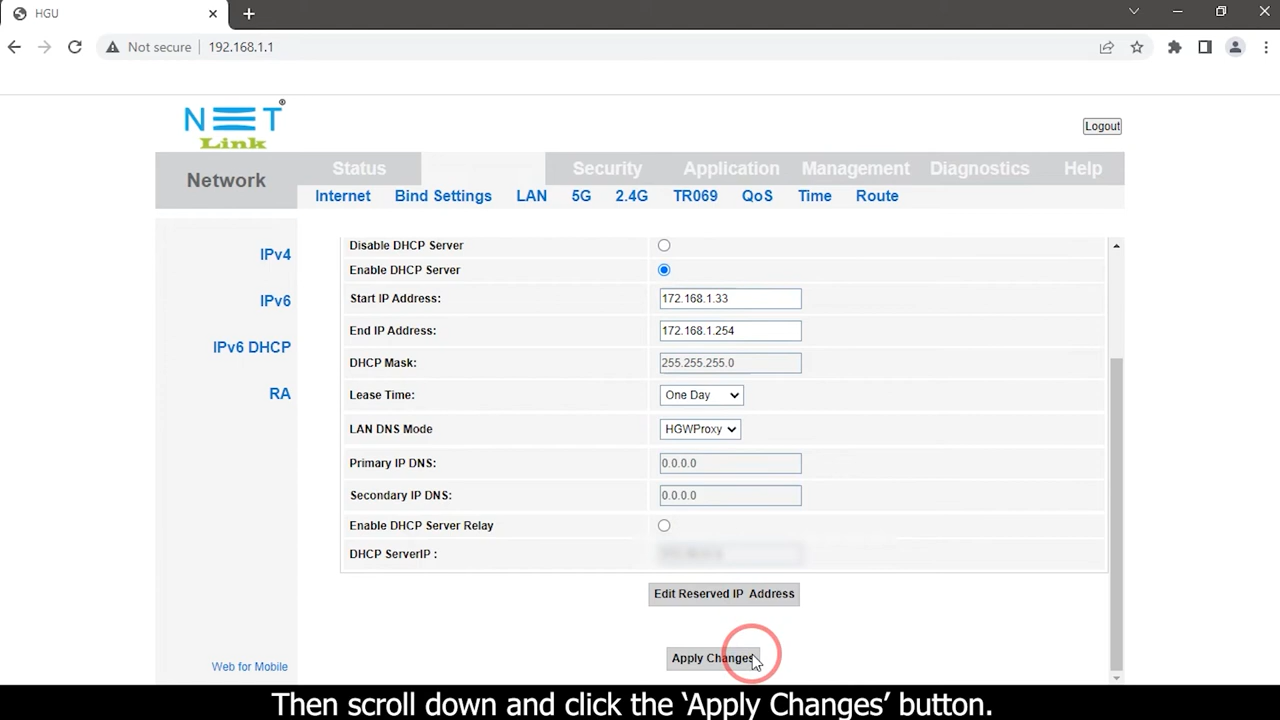 HGU
Not secure
192.168.1.1
NET
Link
®
Logout
Network
Status
Security
Application
Management
Diagnostics
Help
Internet
Bind Settings
LAN
5G
2.4G
TR069
QoS
Time
Route
IPv4
IPv6
IPv6 DHCP
RA
Web for Mobile
Disable DHCP Server
Enable DHCP Server
Start IP Address: 172.168.1.33
End IP Address: 172.168.1.254
DHCP Mask: 255.255.255.0
Lease Time: One Day
LAN DNS Mode HGWProxy
Primary IP DNS: 0.0.0.0
Secondary IP DNS: 0.0.0.0
Enable DHCP Server Relay
DHCP ServerIP :
Edit Reserved IP Address
Apply Changes
Then scroll down and click the ‘Apply Changes’ button.